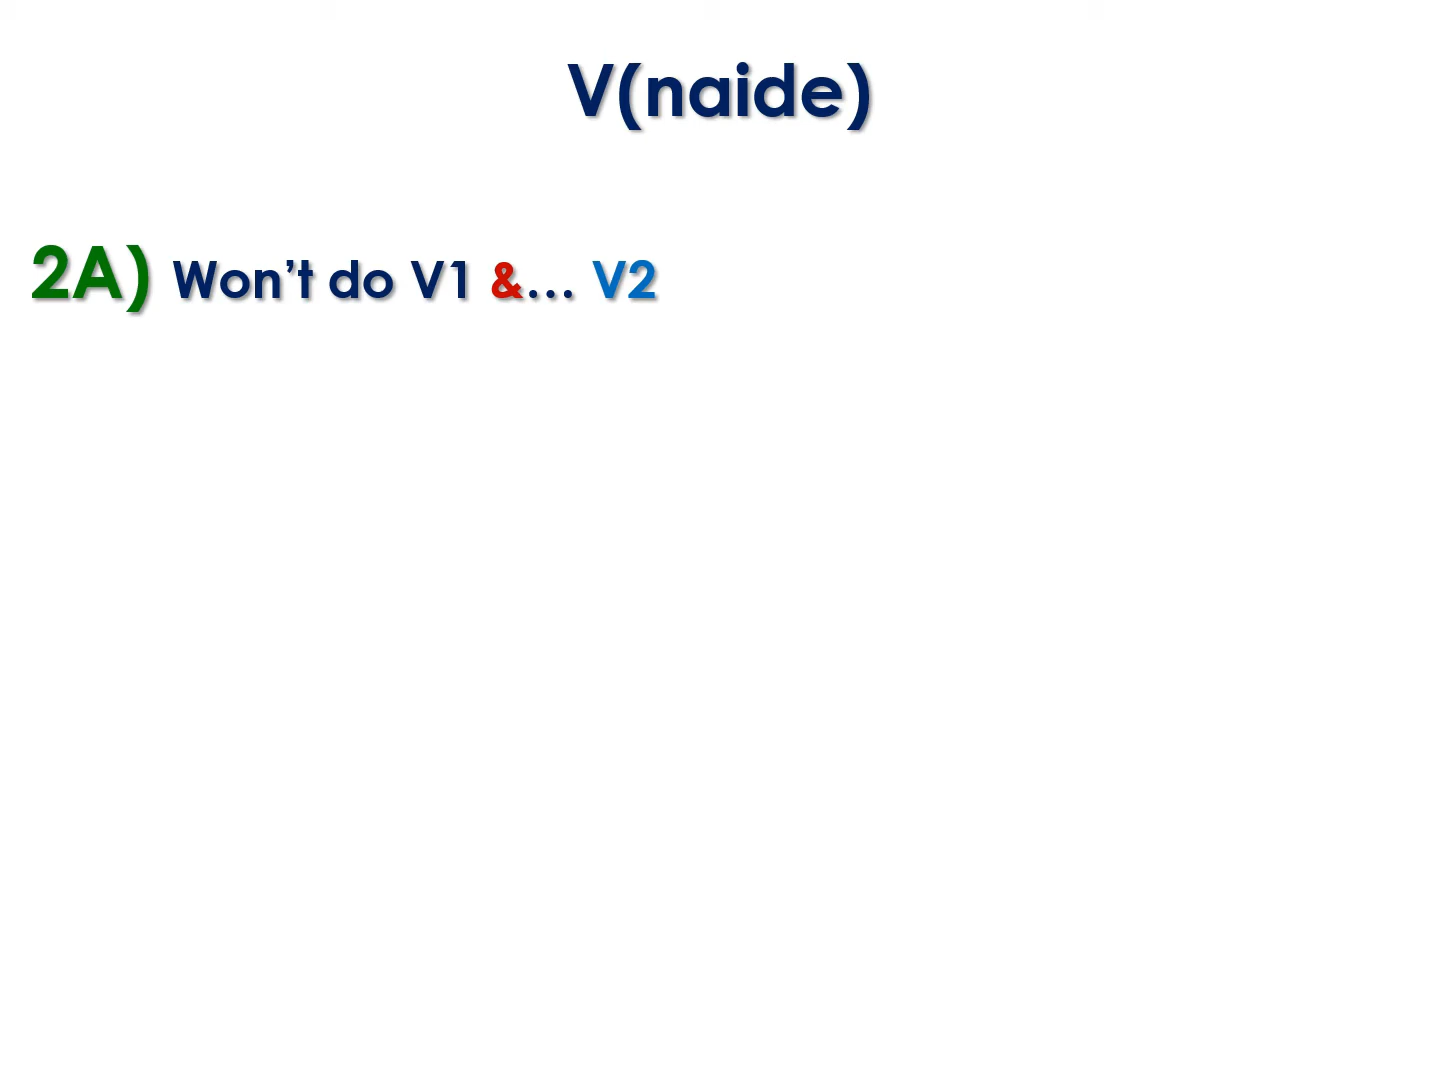 V(naide)
2A) Won’t do V1 &… V2